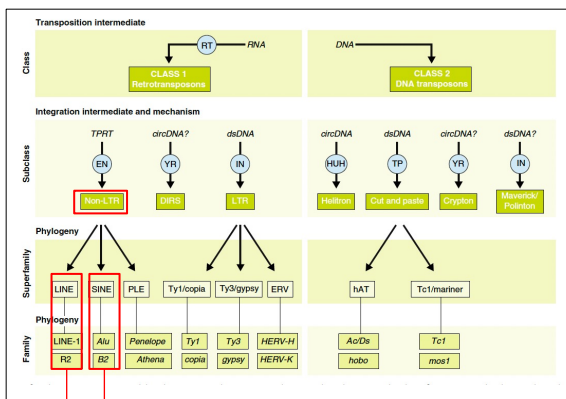 Transposition intermediate
Class
RT
RNA
DNA
CLASS 1
Retrotransposons
CLASS 2
DNA transposons
Integration intermediate and mechanism
Subclass
TPRT
circDNA?
dsDNA
circDNA
dsDNA
circDNA?
dsDNA?
EN
YR
IN
HUH
TP
YR
IN
Non-LTR
DIRS
LTR
Helitron
Cut and paste
Crypton
Maverick/
Polinton
Phylogeny
Superfamily
LINE
SINE
PLE
Ty1/copia
Ty3/gypsy
ERV
hAT
Tc1/mariner
Phylogeny
Family
LINE-1
Alu
Penelope
Ty1
Ty3
HERV-H
Ac/Ds
Tc1
R2
B2
Athena
copia
gypsy
HERV-K
hobo
mos1